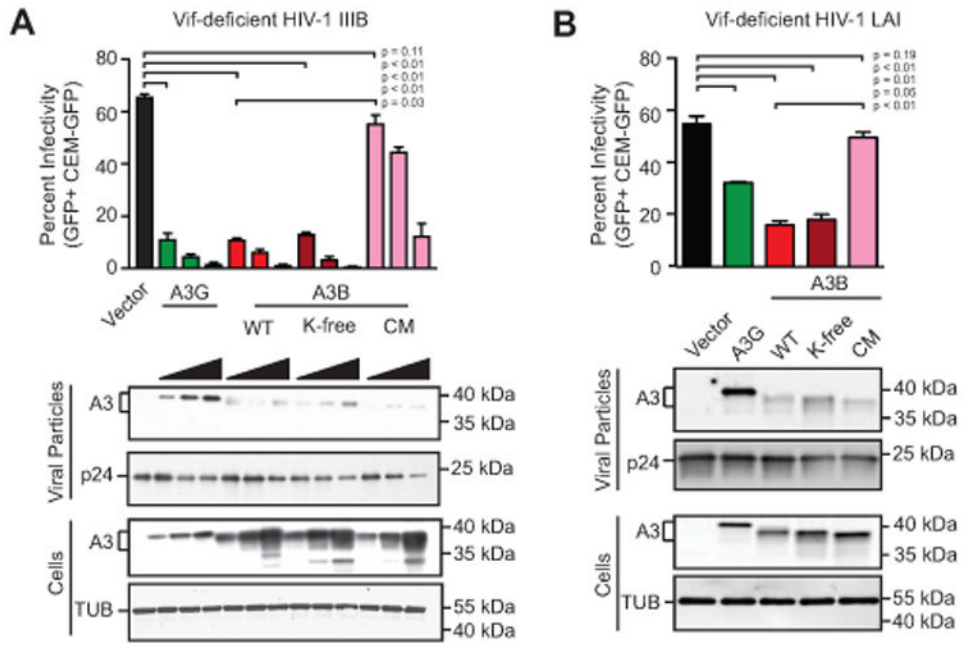 A
Vif-deficient HIV-1 IIIB
Percent Infectivity
(GFP+ CEM-GFP)
80
60
40
20
0
p = 0.11
p < 0.01
p < 0.01
p < 0.01
p = 0.03
Vector
A3G
A3B
WT
K-free
CM
Viral Particles
A3
40 kDa
35 kDa
p24
25 kDa
Cells
A3
40 kDa
35 kDa
TUB
55 kDa
40 kDa
B
Vif-deficient HIV-1 LAI
Percent Infectivity
(GFP+ CEM-GFP)
80
60
40
20
0
p = 0.19
p < 0.01
p = 0.01
p = 0.05
p < 0.01
A3B
Vector
A3G
WT
K-free
CM
Viral Particles
A3
40 kDa
35 kDa
p24
25 kDa
Cells
A3
40 kDa
35 kDa
TUB
55 kDa
40 kDa